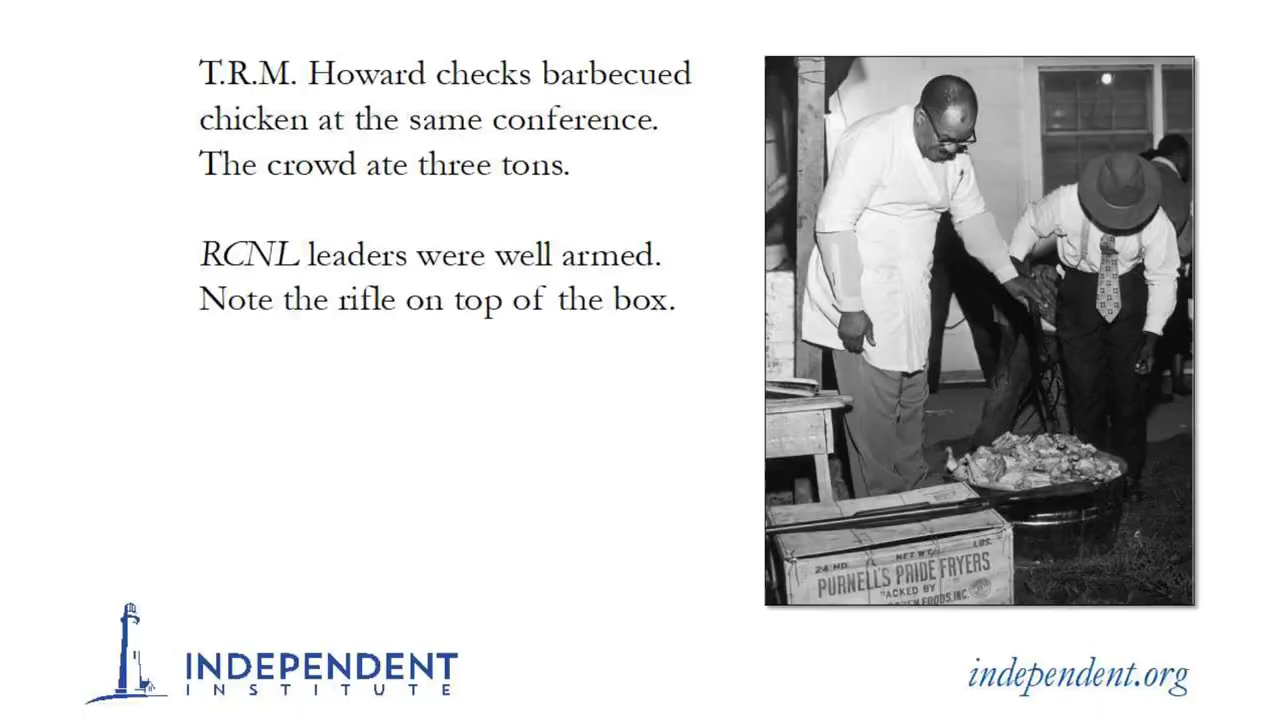 T.R.M. Howard checks barbecued
chicken at the same conference.
The crowd ate three tons.
RCNL leaders were well armed.
Note the rifle on top of the box.
24 HD. NET WT. LBS.
PURNELL'S PRIDE FRYERS
PACKED BY
FOODS, INC.
INDEPENDENT
INSTITUTE
independent.org